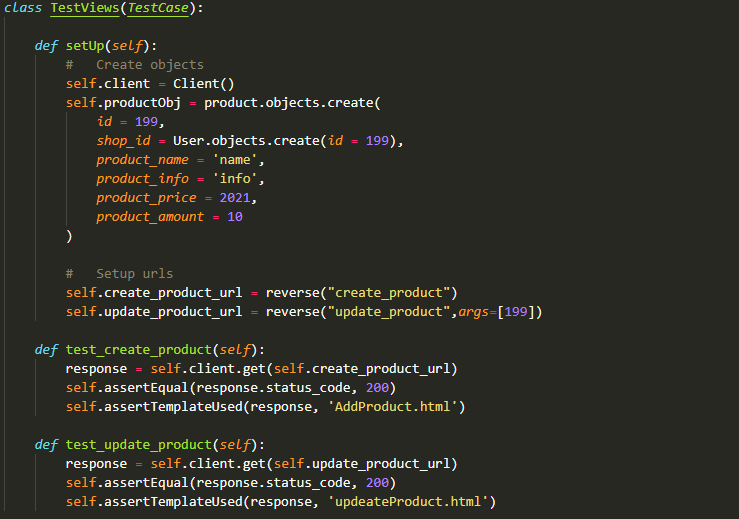 class TestViews(TestCase):
def setUp(self):
#   Create objects
self.client = Client()
self.productObj = product.objects.create(
id = 199,
shop_id = User.objects.create(id = 199),
product_name = 'name',
product_info = 'info',
product_price = 2021,
product_amount = 10
)
#   Setup urls
self.create_product_url = reverse("create_product")
self.update_product_url = reverse("update_product",args=[199])
def test_create_product(self):
response = self.client.get(self.create_product_url)
self.assertEqual(response.status_code, 200)
self.assertTemplateUsed(response, 'AddProduct.html')
def test_update_product(self):
response = self.client.get(self.update_product_url)
self.assertEqual(response.status_code, 200)
self.assertTemplateUsed(response, 'updeateProduct.html')